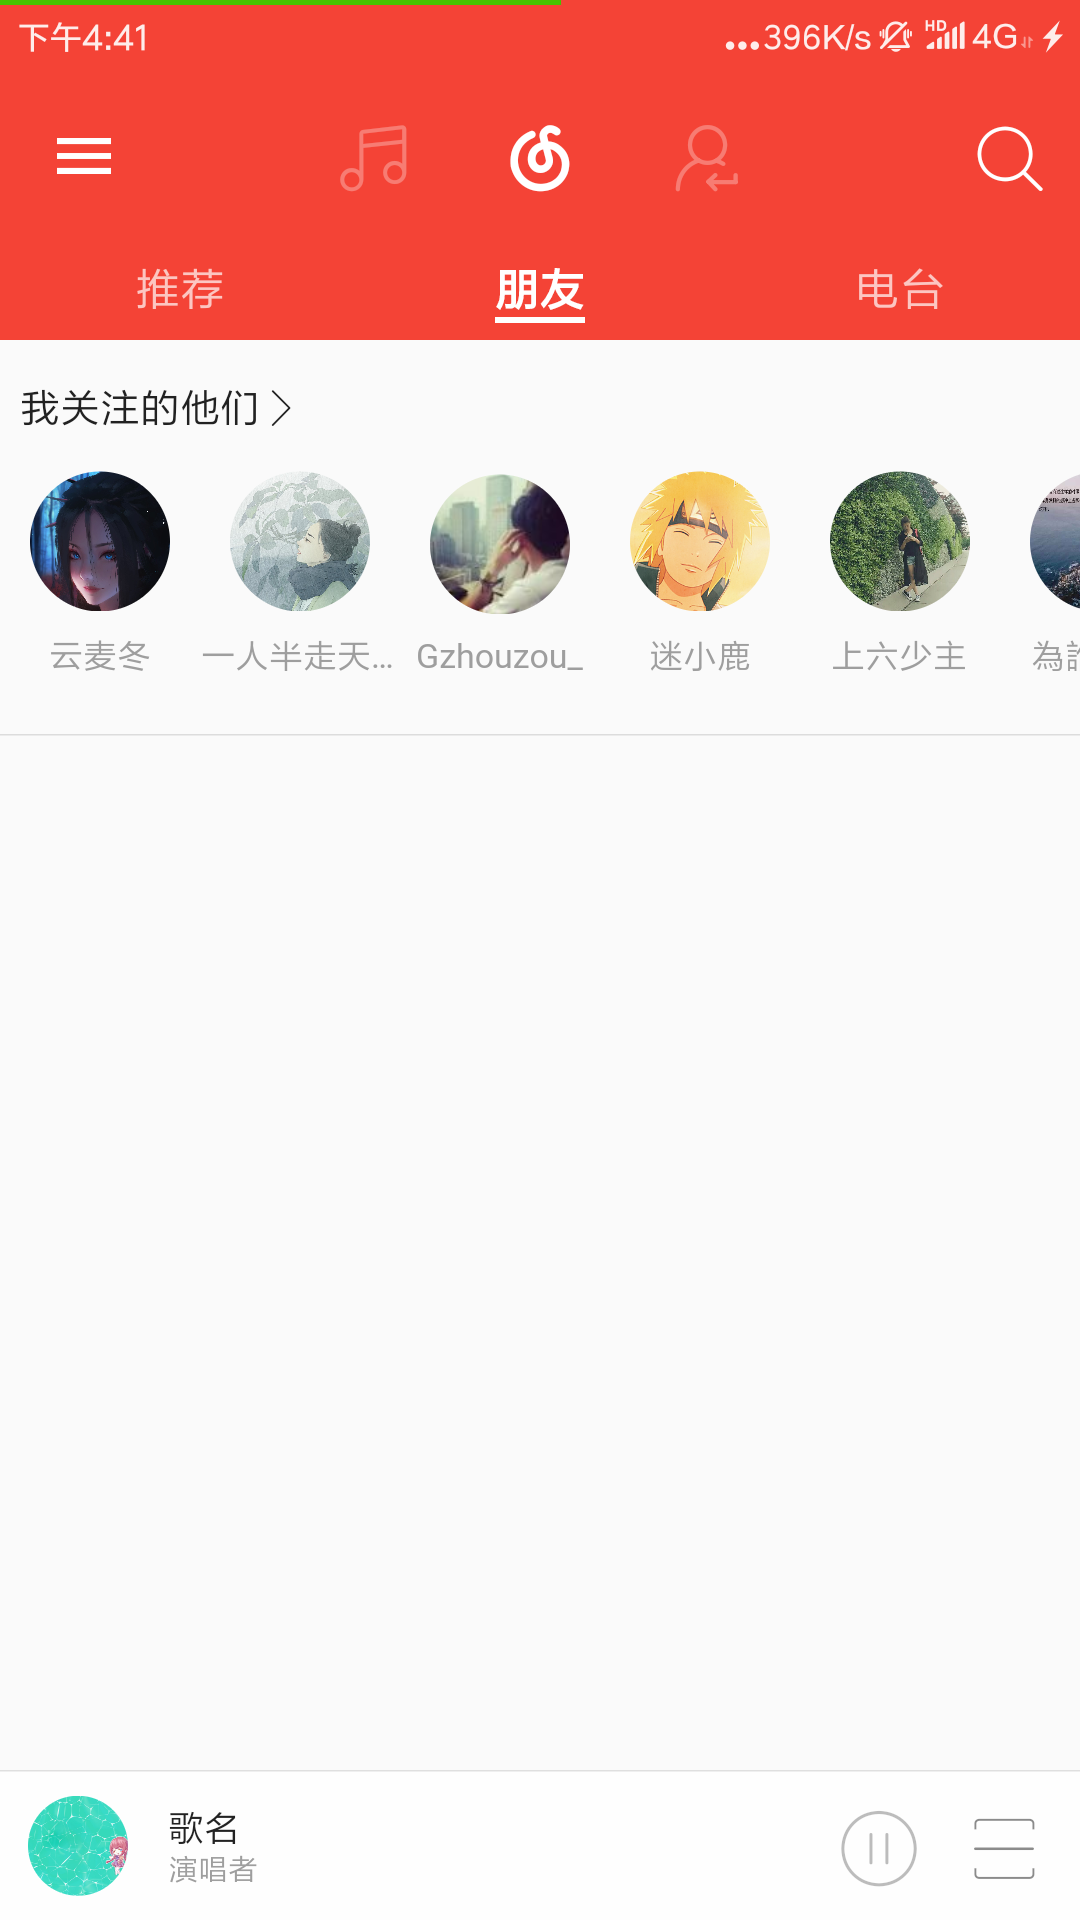 下午4:41
...396K/s HD 4G
推荐 朋友 电台
我关注的他们
云麦冬 一人半走天... Gzhouzou_ 迷小鹿 上六少主 為
歌名
演唱者